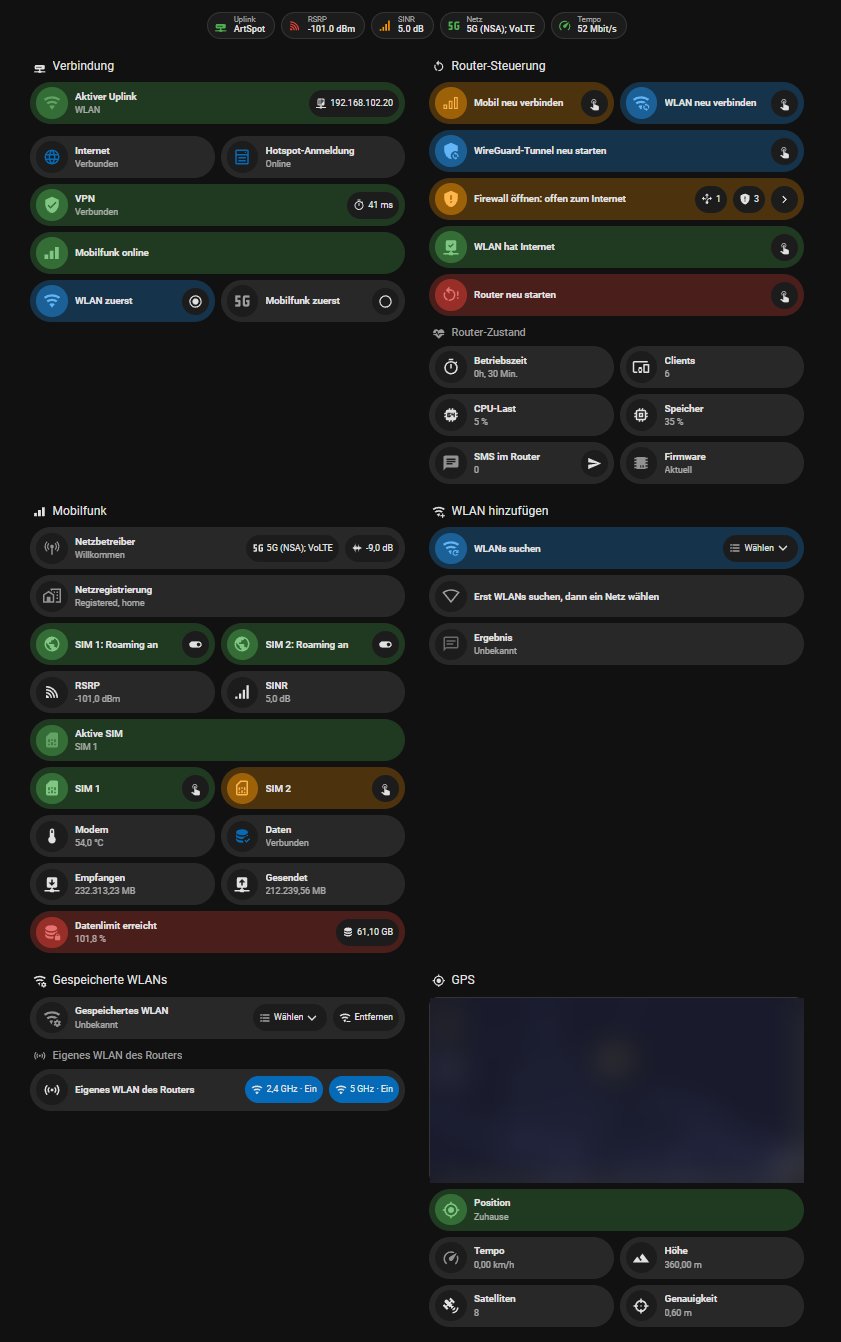 Uplink
ArtSpot
RSRP
-101.0 dBm
SINR
5.0 dB
Netz
5G (NSA); VoLTE
Tempo
52 Mbit/s
Verbindung
Aktiver Uplink
WLAN
192.168.102.20
Internet
Verbunden
Hotspot-Anmeldung
Online
VPN
Verbunden
41 ms
Mobilfunk online
WLAN zuerst
5G
Mobilfunk zuerst
Router-Steuerung
Mobil neu verbinden
WLAN neu verbinden
WireGuard-Tunnel neu starten
Firewall öffnen: offen zum Internet
1
3
WLAN hat Internet
Router neu starten
Router-Zustand
Betriebszeit
0h, 30 Min.
Clients
6
CPU-Last
5 %
Speicher
35 %
SMS im Router
0
Firmware
Aktuell
Mobilfunk
Netzbetreiber
Willkommen
5G 5G (NSA); VoLTE
-9,0 dB
Netzregistrierung
Registered, home
SIM 1: Roaming an
SIM 2: Roaming an
RSRP
-101,0 dBm
SINR
5,0 dB
Aktive SIM
SIM 1
SIM 1
SIM 2
Modem
54,0 °C
Daten
Verbunden
Empfangen
232.313,23 MB
Gesendet
212.239,56 MB
Datenlimit erreicht
101,8 %
61,10 GB
WLAN hinzufügen
WLANs suchen
Wählen
Erst WLANs suchen, dann ein Netz wählen
Ergebnis
Unbekannt
Gespeicherte WLANs
Gespeichertes WLAN
Unbekannt
Wählen
Entfernen
Eigenes WLAN des Routers
Eigenes WLAN des Routers
2,4 GHz · Ein
5 GHz · Ein
GPS
Position
Zuhause
Tempo
0,00 km/h
Höhe
360,00 m
Satelliten
8
Genauigkeit
0,60 m